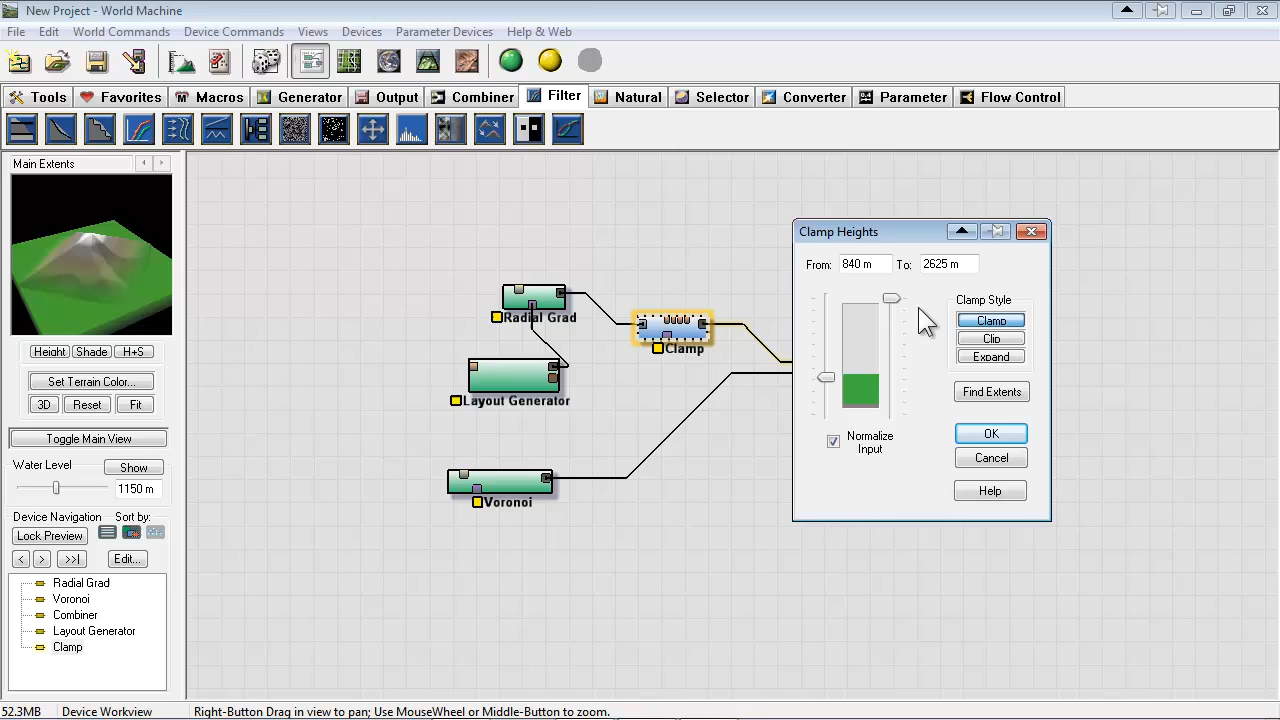 New Project - World Machine
File Edit World Commands Device Commands Views Devices Parameter Devices Help & Web
Tools Favorites Macros Generator Output Combiner Filter Natural Selector Converter Parameter Flow Control
Main Extents
Height Shade H+S
Set Terrain Color...
3D Reset Fit
Toggle Main View
Water Level Show
1150 m
Device Navigation Sort by:
Lock Preview
< > >>| Edit...
Radial Grad
Voronoi
Combiner
Layout Generator
Clamp
Radial Grad
Clamp
Layout Generator
Voronoi
Clamp Heights
From: 840 m To: 2625 m
Clamp Style
Clamp
Clip
Expand
Find Extents
Normalize
Input
OK
Cancel
Help
52.3MB Device Workview Right-Button Drag in view to pan; Use MouseWheel or Middle-Button to zoom.